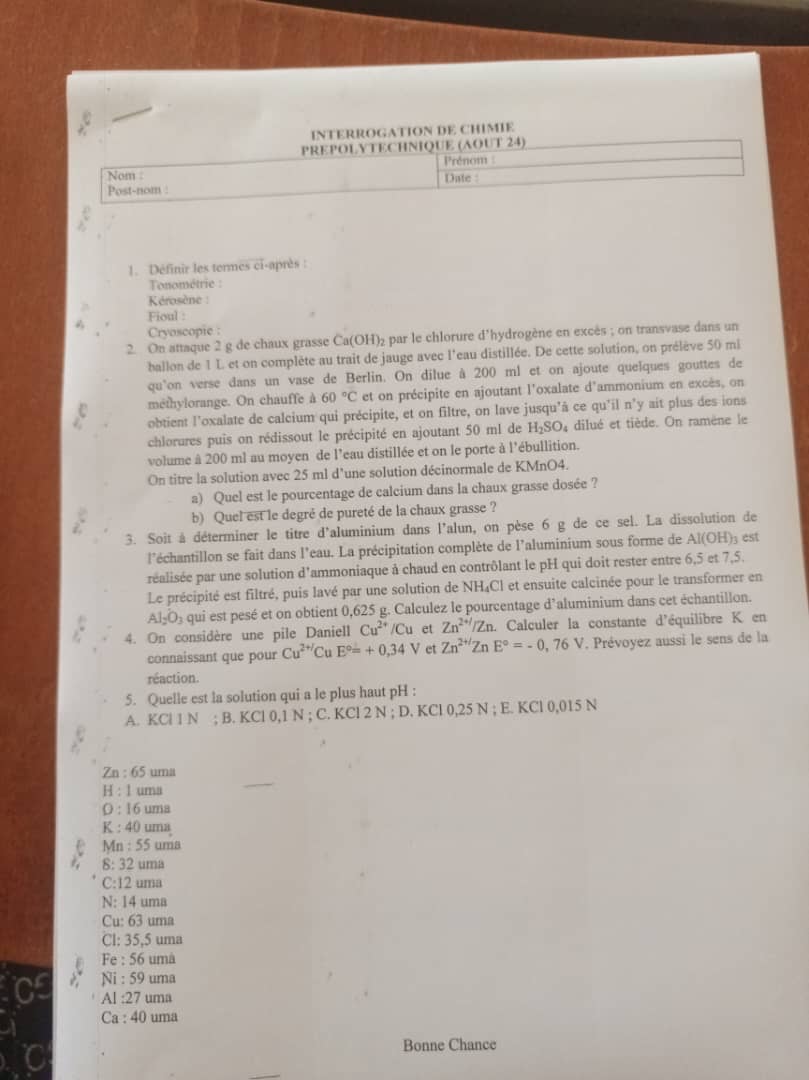 INTERROGATION DE CHIMIE
PREPOLYTECHNIQUE (AOUT 24)
Nom :
Prénom :
Post-nom :
Date :
1. Définir les termes ci-après :
Tonométrie :
Kérosène :
Fioul :
Cryoscopie :
2. On attaque 2 g de chaux grasse Ca(OH)₂ par le chlorure d'hydrogène en excès ; on transvase dans un
ballon de 1 L et on complète au trait de jauge avec l'eau distillée. De cette solution, on prélève 50 ml
qu'on verse dans un vase de Berlin. On dilue à 200 ml et on ajoute quelques gouttes de
méthylorange. On chauffe à 60 °C et on précipite en ajoutant l'oxalate d'ammonium en excès, on
obtient l'oxalate de calcium qui précipite, et on filtre, on lave jusqu'à ce qu'il n'y ait plus des ions
chlorures puis on rédissout le précipité en ajoutant 50 ml de H₂SO₄ dilué et tiède. On ramène le
volume à 200 ml au moyen de l'eau distillée et on le porte à l'ébullition.
On titre la solution avec 25 ml d'une solution décinormale de KMnO4.
a) Quel est le pourcentage de calcium dans la chaux grasse dosée ?
b) Quel est le degré de pureté de la chaux grasse ?
3. Soit à déterminer le titre d'aluminium dans l'alun, on pèse 6 g de ce sel. La dissolution de
l'échantillon se fait dans l'eau. La précipitation complète de l'aluminium sous forme de Al(OH)₃ est
réalisée par une solution d'ammoniaque à chaud en contrôlant le pH qui doit rester entre 6,5 et 7,5.
Le précipité est filtré, puis lavé par une solution de NH₄Cl et ensuite calcinée pour le transformer en
Al₂O₃ qui est pesé et on obtient 0,625 g. Calculez le pourcentage d'aluminium dans cet échantillon.
4. On considère une pile Daniell Cu²⁺/Cu et Zn²⁺/Zn. Calculer la constante d'équilibre K en
connaissant que pour Cu²⁺/Cu E°= + 0,34 V et Zn²⁺/Zn E° = - 0, 76 V. Prévoyez aussi le sens de la
réaction.
5. Quelle est la solution qui a le plus haut pH :
A. KCl 1 N ; B. KCl 0,1 N ; C. KCl 2 N ; D. KCl 0,25 N ; E. KCl 0,015 N
Zn : 65 uma
H : 1 uma
O : 16 uma
K : 40 uma
Mn : 55 uma
S: 32 uma
C:12 uma
N: 14 uma
Cu: 63 uma
Cl: 35,5 uma
Fe : 56 uma
Ni : 59 uma
Al :27 uma
Ca : 40 uma
Bonne Chance